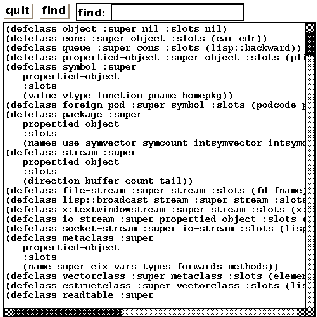 quit find find:
(defclass object :super nil :slots nil)
(defclass cons :super object :slots (car cdr))
(defclass queue :super cons :slots (lisp::backward))
(defclass propertied-object :super object :slots (pl
(defclass symbol :super
propertied-object
:slots
(value vtype function pname homepkg))
(defclass foreign-pod :super symbol :slots (podcode p
(defclass package :super
propertied-object
:slots
(names use symvector symcount intsymvector intsymc
(defclass stream :super
propertied-object
:slots
(direction buffer count tail))
(defclass file-stream :super stream :slots (fd fname
(defclass lisp::broadcast-stream :super stream :slots
(defclass x:textwindowstream :super stream :slots (x:
(defclass io-stream :super propertied-object :slots (
(defclass socket-stream :super io-stream :slots (lisp
(defclass metaclass :super
propertied-object
:slots
(name super cix vars types forwards methods))
(defclass vectorclass :super metaclass :slots (elemen
(defclass cstructclass :super vectorclass :slots (lis
(defclass readtable :super